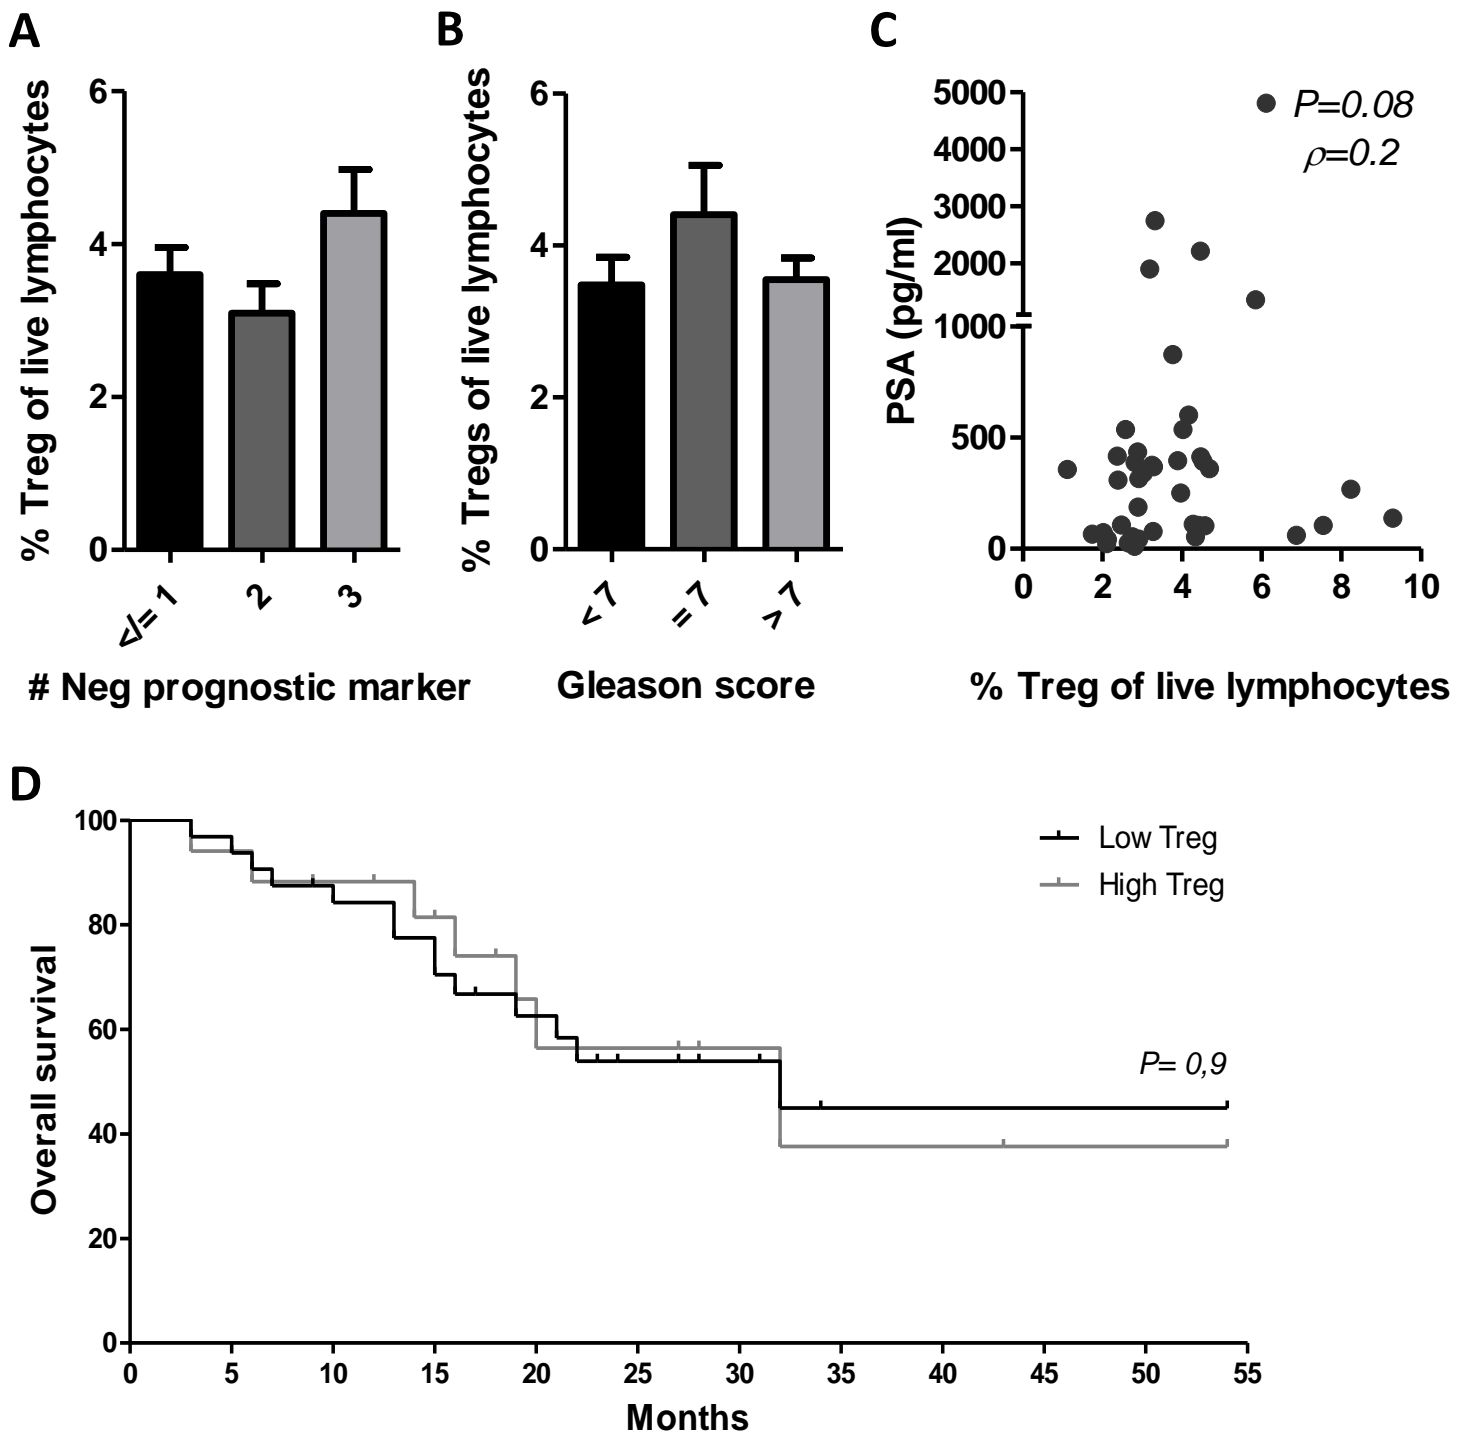 A
% Treg of live lymphocytes
6
4
2
0
</= 1
2
3
# Neg prognostic marker
B
% Tregs of live lymphocytes
6
4
2
0
< 7
= 7
> 7
Gleason score
C
PSA (pg/ml)
5000
4000
3000
2000
1000
500
0
0 2 4 6 8 10
% Treg of live lymphocytes
P=0.08
ρ=0.2
D
Overall survival
100
80
60
40
20
0
0 5 10 15 20 25 30 35 40 45 50 55
Months
Low Treg
High Treg
P= 0,9